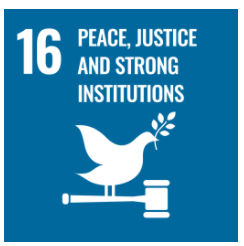 16 PEACE, JUSTICE
AND STRONG
INSTITUTIONS